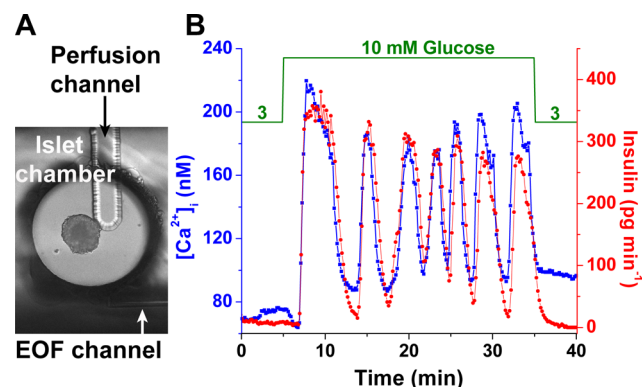 A
Perfusion
channel
Islet
chamber
EOF channel
B
240
200
160
120
80
[Ca²⁺]ᵢ (nM)
10 mM Glucose
3
3
400
300
200
100
0
Insulin
(pg min⁻¹)
0
10
20
30
40
Time (min)